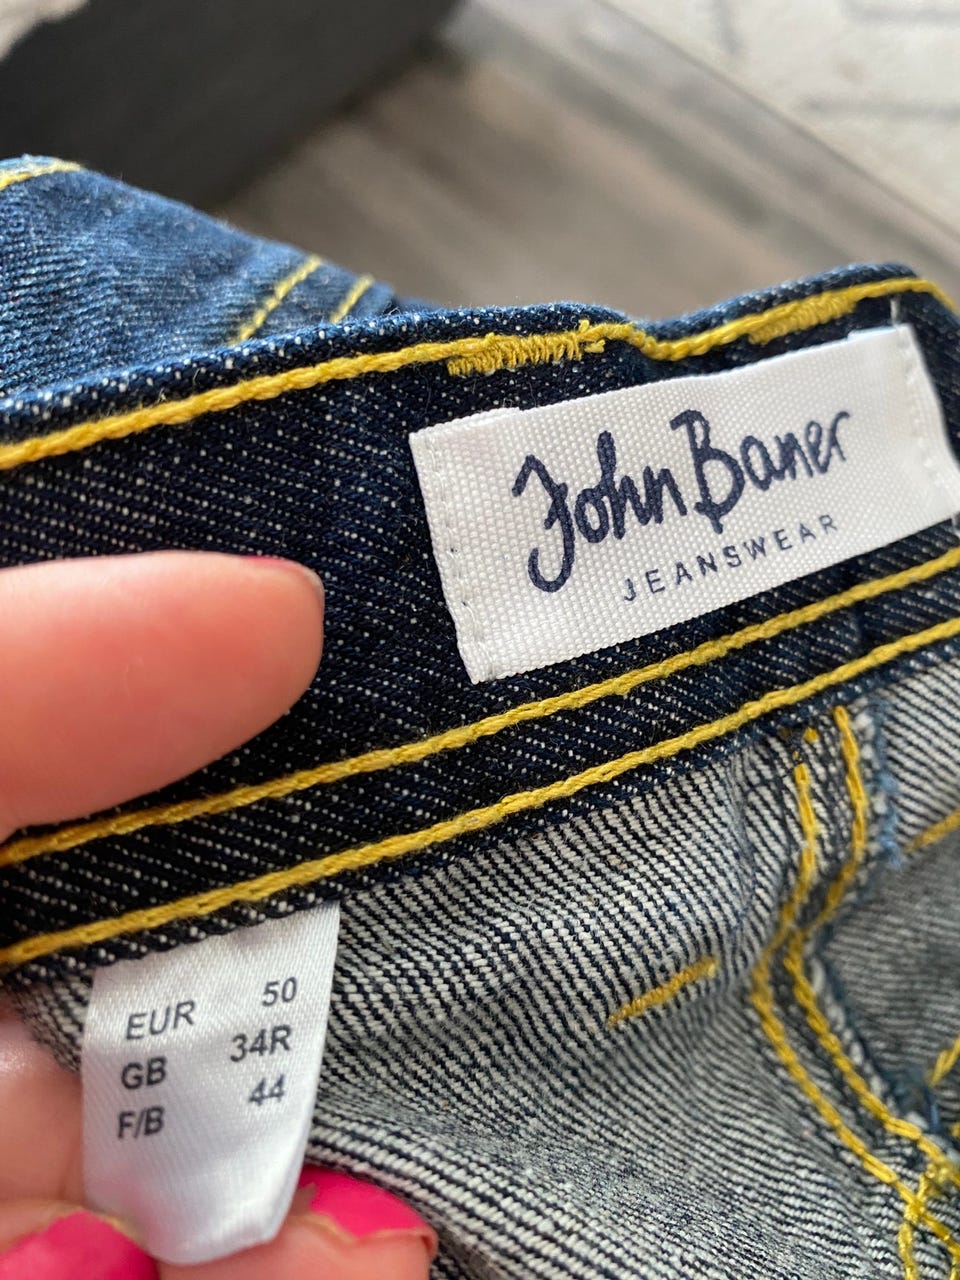 John Baner
JEANSWEAR
EUR 50
GB 34R
F/B 44